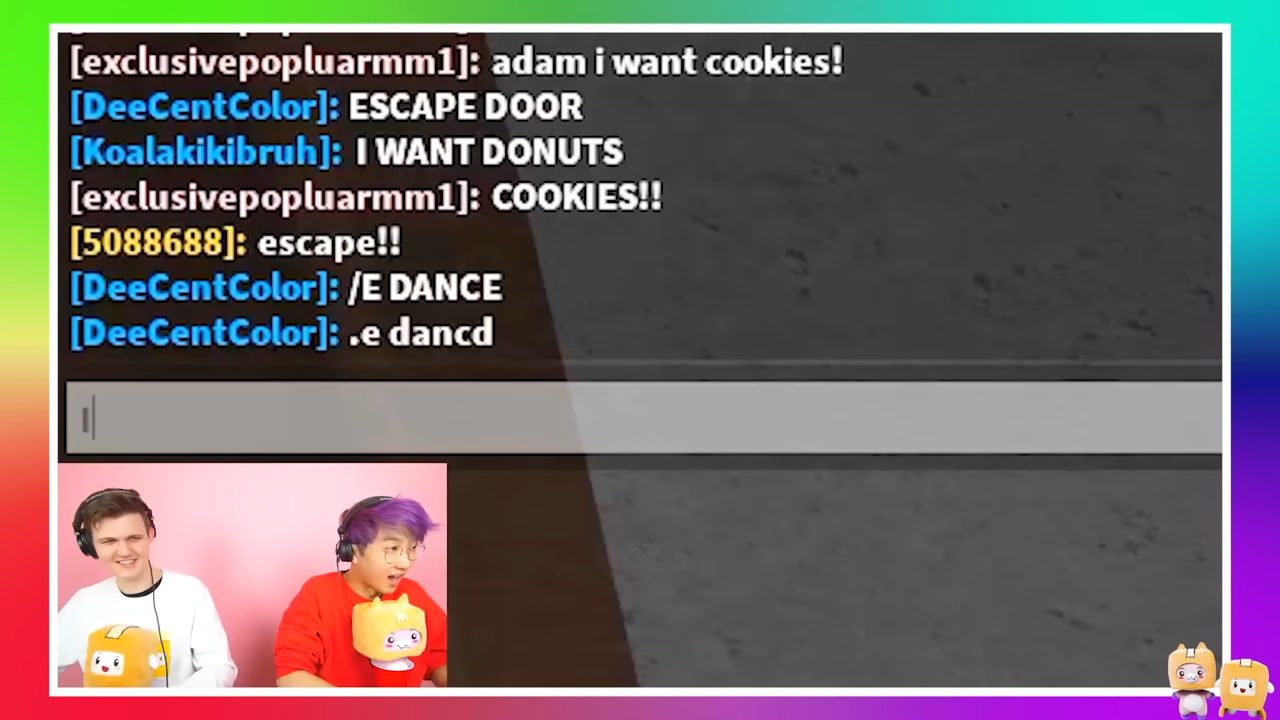 [exclusivepopluarmm1]: adam i want cookies!
[DeeCentColor]: ESCAPE DOOR
[Koalakikibruh]: I WANT DONUTS
[exclusivepopluarmm1]: COOKIES!!
[5088688]: escape!!
[DeeCentColor]: /E DANCE
[DeeCentColor]: .e dancd